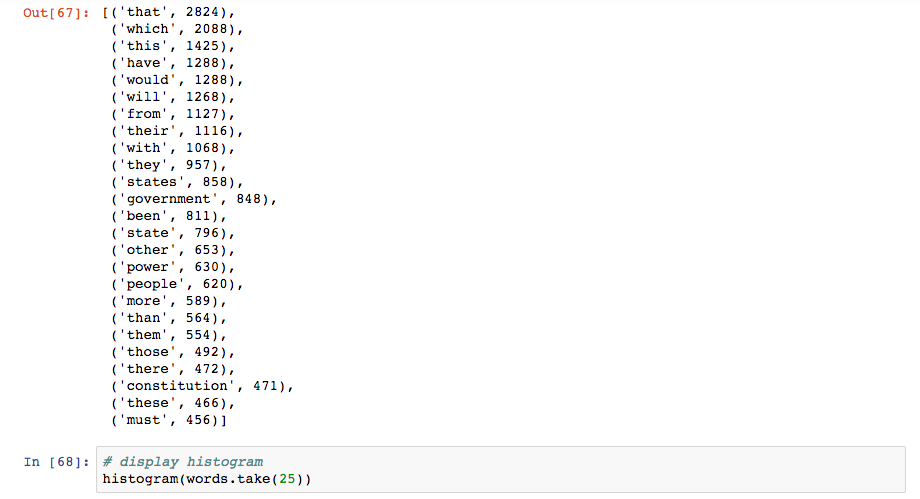 Out[67]: [('that', 2824),
('which', 2088),
('this', 1425),
('have', 1288),
('would', 1288),
('will', 1268),
('from', 1127),
('their', 1116),
('with', 1068),
('they', 957),
('states', 858),
('government', 848),
('been', 811),
('state', 796),
('other', 653),
('power', 630),
('people', 620),
('more', 589),
('than', 564),
('them', 554),
('those', 492),
('there', 472),
('constitution', 471),
('these', 466),
('must', 456)]
In [68]: # display histogram
histogram(words.take(25))